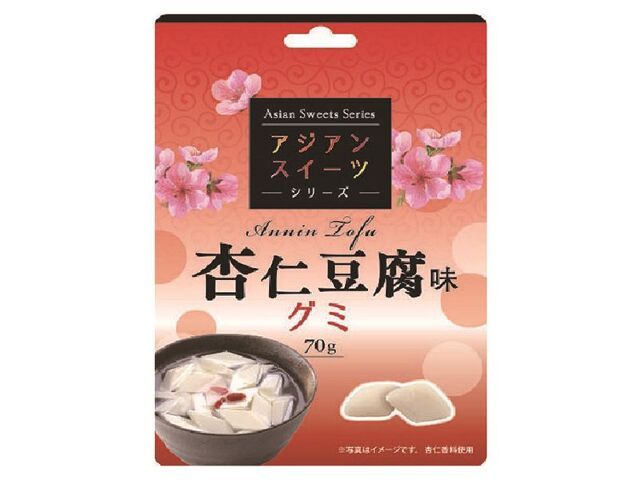 Asian Sweets Series
アジアン
スイーツ
シリーズ
Annin Tofu
杏仁豆腐味
グミ
70g
※写真はイメージです。 杏仁香料使用